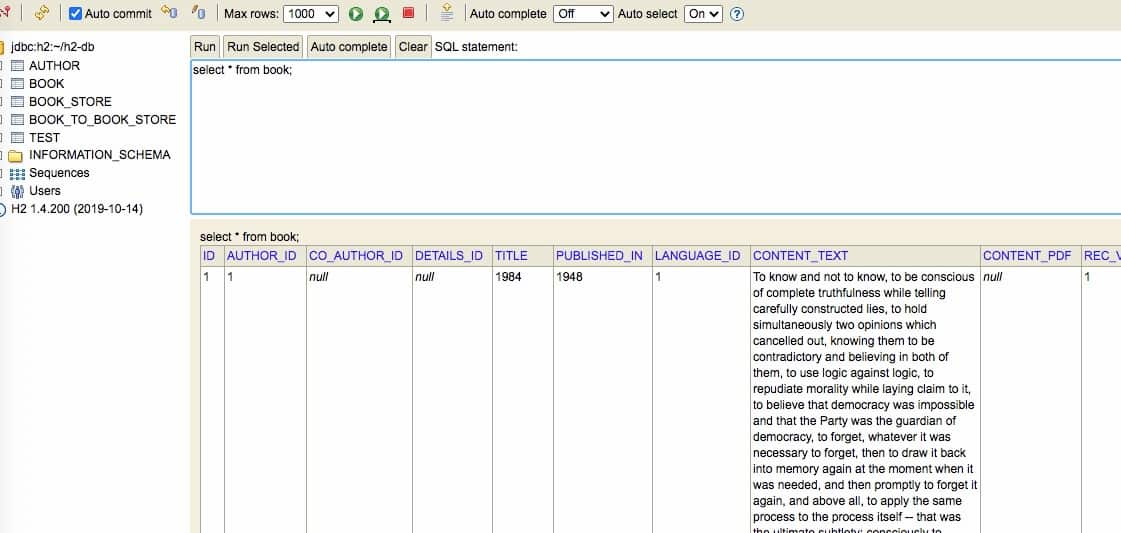 Auto commit Max rows: 1000 Auto complete Off Auto select On ?
jdbc:h2:~/h2-db
AUTHOR
BOOK
BOOK_STORE
BOOK_TO_BOOK_STORE
TEST
INFORMATION_SCHEMA
Sequences
Users
H2 1.4.200 (2019-10-14)
Run Run Selected Auto complete Clear SQL statement:
select * from book;
select * from book;
ID AUTHOR_ID CO_AUTHOR_ID DETAILS_ID TITLE PUBLISHED_IN LANGUAGE_ID CONTENT_TEXT CONTENT_PDF REC_V
1 1 null null 1984 1948 1 To know and not to know, to be conscious null 1
of complete truthfulness while telling
carefully constructed lies, to hold
simultaneously two opinions which
cancelled out, knowing them to be
contradictory and believing in both of
them, to use logic against logic, to
repudiate morality while laying claim to it,
to believe that democracy was impossible
and that the Party was the guardian of
democracy, to forget, whatever it was
necessary to forget, then to draw it back
into memory again at the moment when it
was needed, and then promptly to forget it
again, and above all, to apply the same
process to the process itself -- that was
the ultimate subtlety: consciously to